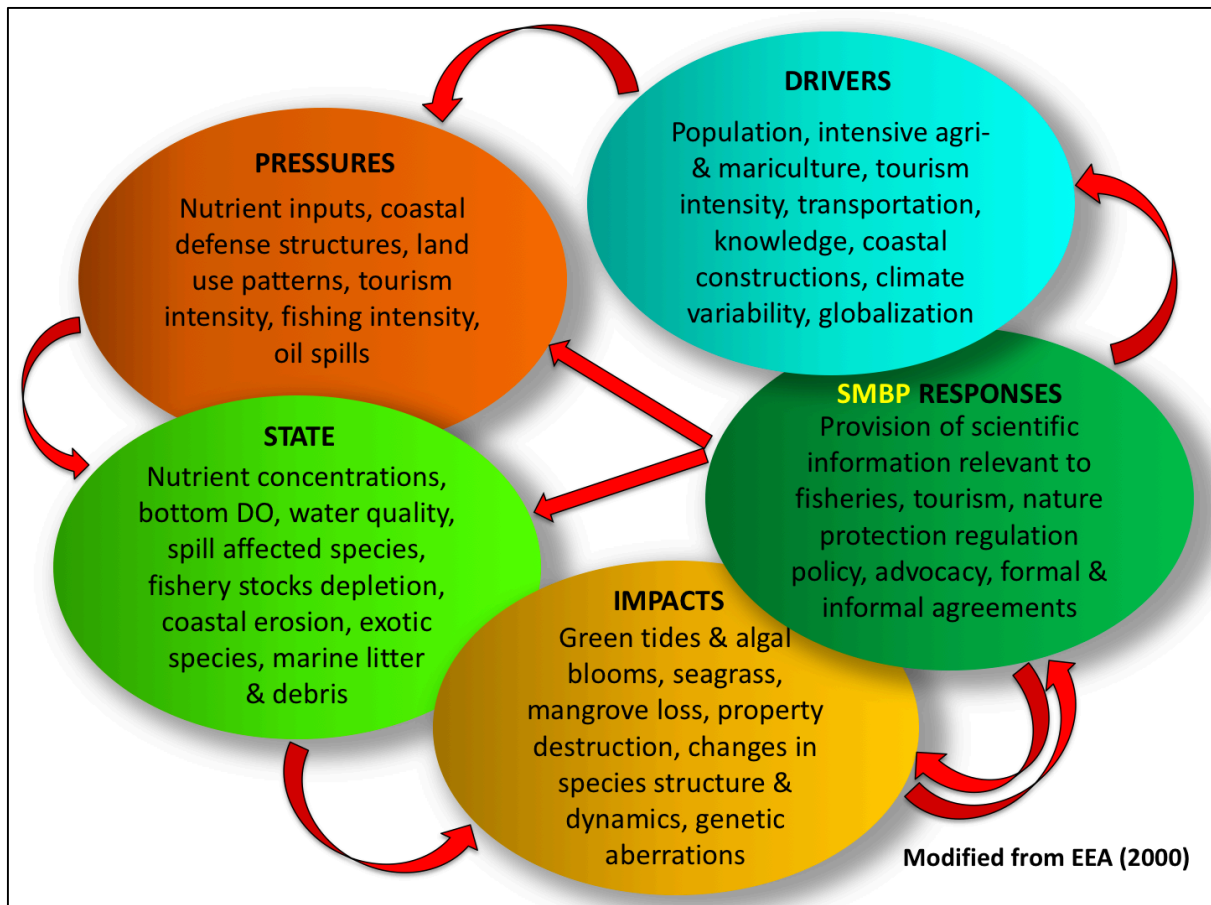 DRIVERS
Population, intensive agri-
& mariculture, tourism
intensity, transportation,
knowledge, coastal
constructions, climate
variability, globalization
PRESSURES
Nutrient inputs, coastal
defense structures, land
use patterns, tourism
intensity, fishing intensity,
oil spills
STATE
Nutrient concentrations,
bottom DO, water quality,
spill affected species,
fishery stocks depletion,
coastal erosion, exotic
species, marine litter
& debris
IMPACTS
Green tides & algal
blooms, seagrass,
mangrove loss, property
destruction, changes in
species structure &
dynamics, genetic
aberrations
SMBP RESPONSES
Provision of scientific
information relevant to
fisheries, tourism, nature
protection regulation
policy, advocacy, formal &
informal agreements
Modified from EEA (2000)